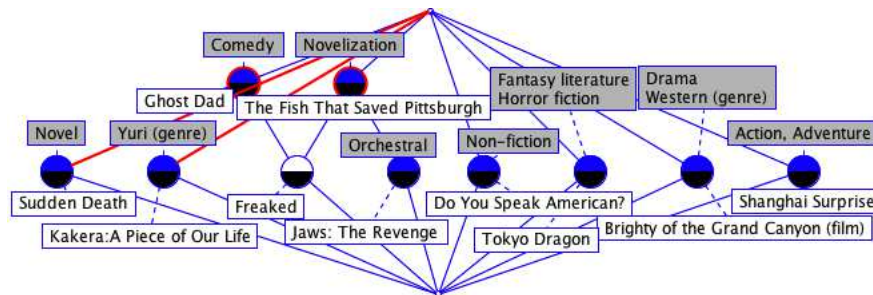 Comedy
Novelization
Ghost Dad
The Fish That Saved Pittsburgh
Fantasy literature
Horror fiction
Drama
Western (genre)
Novel
Yuri (genre)
Orchestral
Non-fiction
Action, Adventure
Sudden Death
Freaked
Do You Speak American?
Shanghai Surprise
Kakera:A Piece of Our Life
Jaws: The Revenge
Tokyo Dragon
Brighty of the Grand Canyon (film)